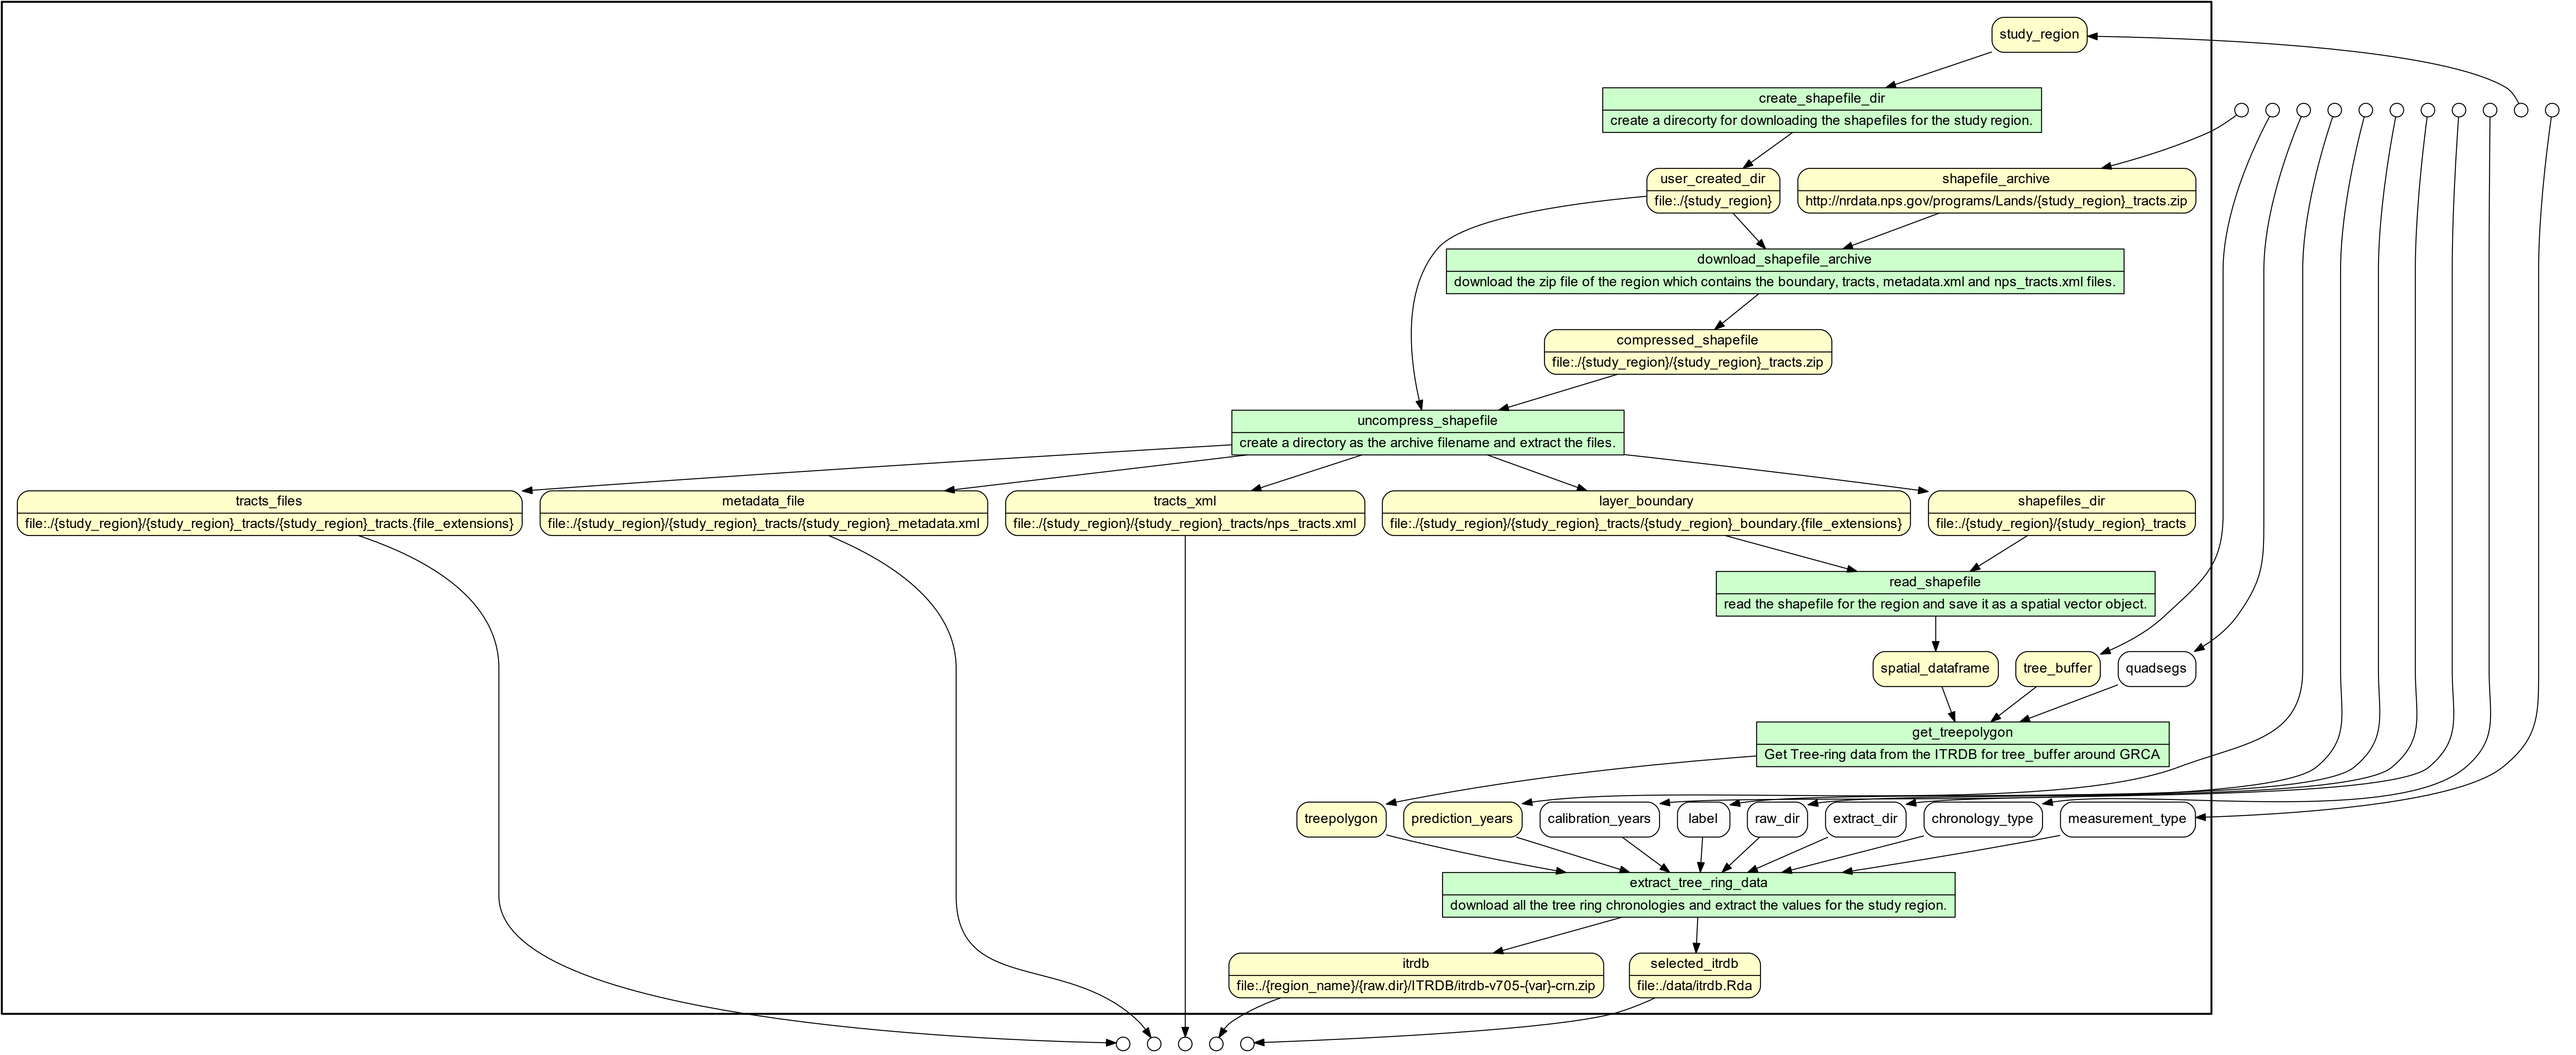 study_region
create_shapefile_dir
create a direcorty for downloading the shapefiles for the study region.
user_created_dir
file:./{study_region}
shapefile_archive
http://nrdata.nps.gov/programs/Lands/{study_region}_tracts.zip
download_shapefile_archive
download the zip file of the region which contains the boundary, tracts, metadata.xml and nps_tracts.xml files.
compressed_shapefile
file:./{study_region}/{study_region}_tracts.zip
uncompress_shapefile
create a directory as the archive filename and extract the files.
tracts_files
file:./{study_region}/{study_region}_tracts/{study_region}_tracts.{file_extensions}
metadata_file
file:./{study_region}/{study_region}_tracts/{study_region}_metadata.xml
tracts_xml
file:./{study_region}/{study_region}_tracts/nps_tracts.xml
layer_boundary
file:./{study_region}/{study_region}_tracts/{study_region}_boundary.{file_extensions}
shapefiles_dir
file:./{study_region}/{study_region}_tracts
read_shapefile
read the shapefile for the region and save it as a spatial vector object.
spatial_dataframe
tree_buffer
quadsegs
get_treepolygon
Get Tree-ring data from the ITRDB for tree_buffer around GRCA
treepolygon
prediction_years
calibration_years
label
raw_dir
extract_dir
chronology_type
measurement_type
extract_tree_ring_data
download all the tree ring chronologies and extract the values for the study region.
itrdb
file:./{region_name}/{raw.dir}/ITRDB/itrdb-v705-{var}-crn.zip
selected_itrdb
file:./data/itrdb.Rda